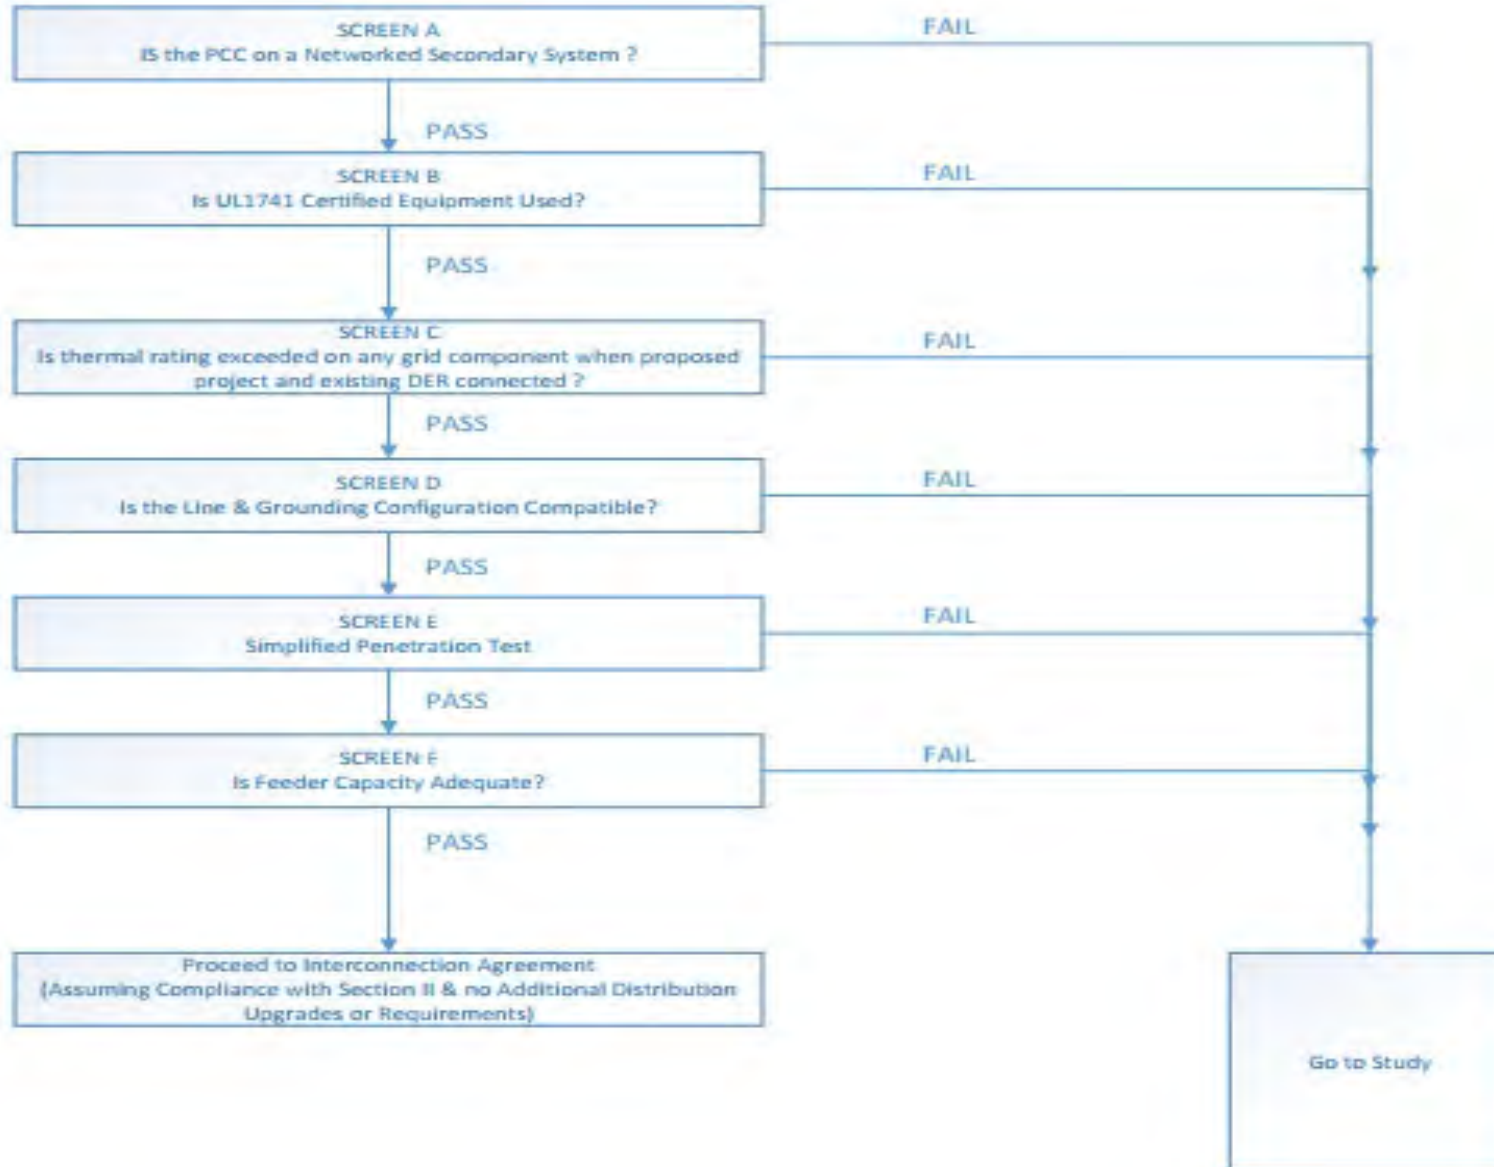 SCREEN A
IS the PCC on a Networked Secondary System ?
FAIL
PASS
SCREEN B
Is UL1741 Certified Equipment Used?
FAIL
PASS
SCREEN C
Is thermal rating exceeded on any grid component when proposed
project and existing DER connected ?
FAIL
PASS
SCREEN D
Is the Line & Grounding Configuration Compatible?
FAIL
PASS
SCREEN E
Simplified Penetration Test
FAIL
PASS
SCREEN F
Is Feeder Capacity Adequate?
FAIL
PASS
Proceed to Interconnection Agreement
(Assuming Compliance with Section II & no Additional Distribution
Upgrades or Requirements)
Go to Study